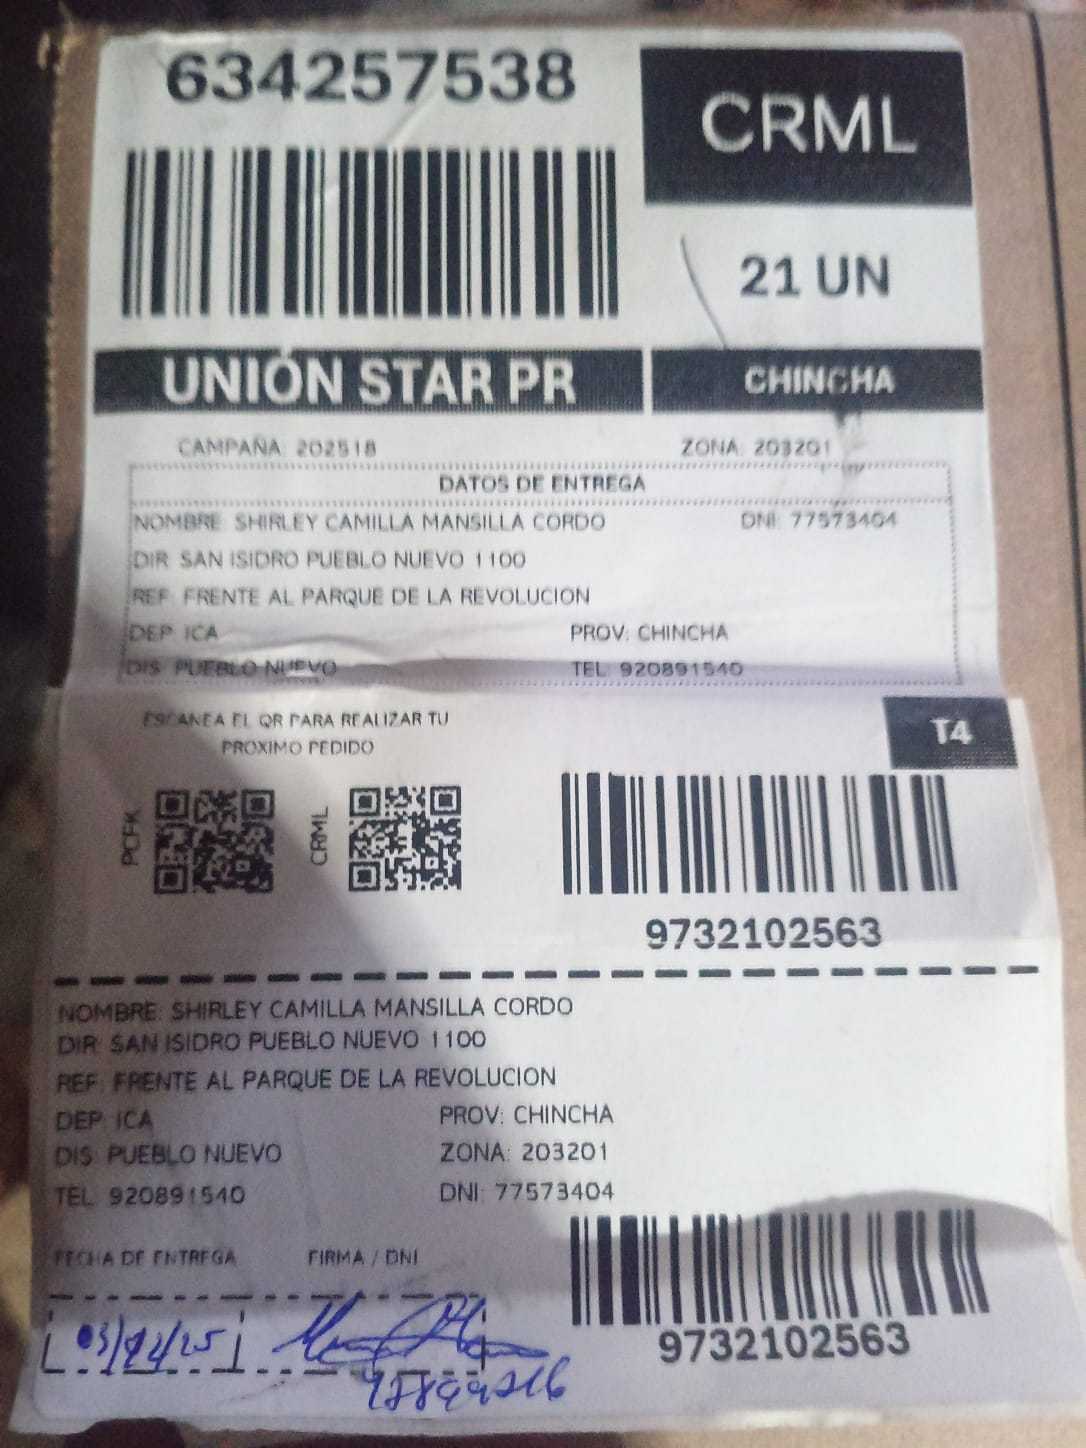 634257538
CRML
21 UN
UNIÓN STAR PR
CHINCHA
CAMPAÑA: 202518 ZONA: 203201
DATOS DE ENTREGA
NOMBRE: SHIRLEY CAMILLA MANSILLA CORDO DNI: 77573404
DIR: SAN ISIDRO PUEBLO NUEVO 1100
REF: FRENTE AL PARQUE DE LA REVOLUCION
DEP: ICA PROV: CHINCHA
DIS: PUEBLO NUEVO TEL: 920891540
ESCANEA EL QR PARA REALIZAR TU
PROXIMO PEDIDO
T4
PCFK
CRML
9732102563
NOMBRE: SHIRLEY CAMILLA MANSILLA CORDO
DIR: SAN ISIDRO PUEBLO NUEVO 1100
REF: FRENTE AL PARQUE DE LA REVOLUCION
DEP: ICA PROV: CHINCHA
DIS: PUEBLO NUEVO ZONA: 203201
TEL: 920891540 DNI: 77573404
FECHA DE ENTREGA FIRMA / DNI
9732102563